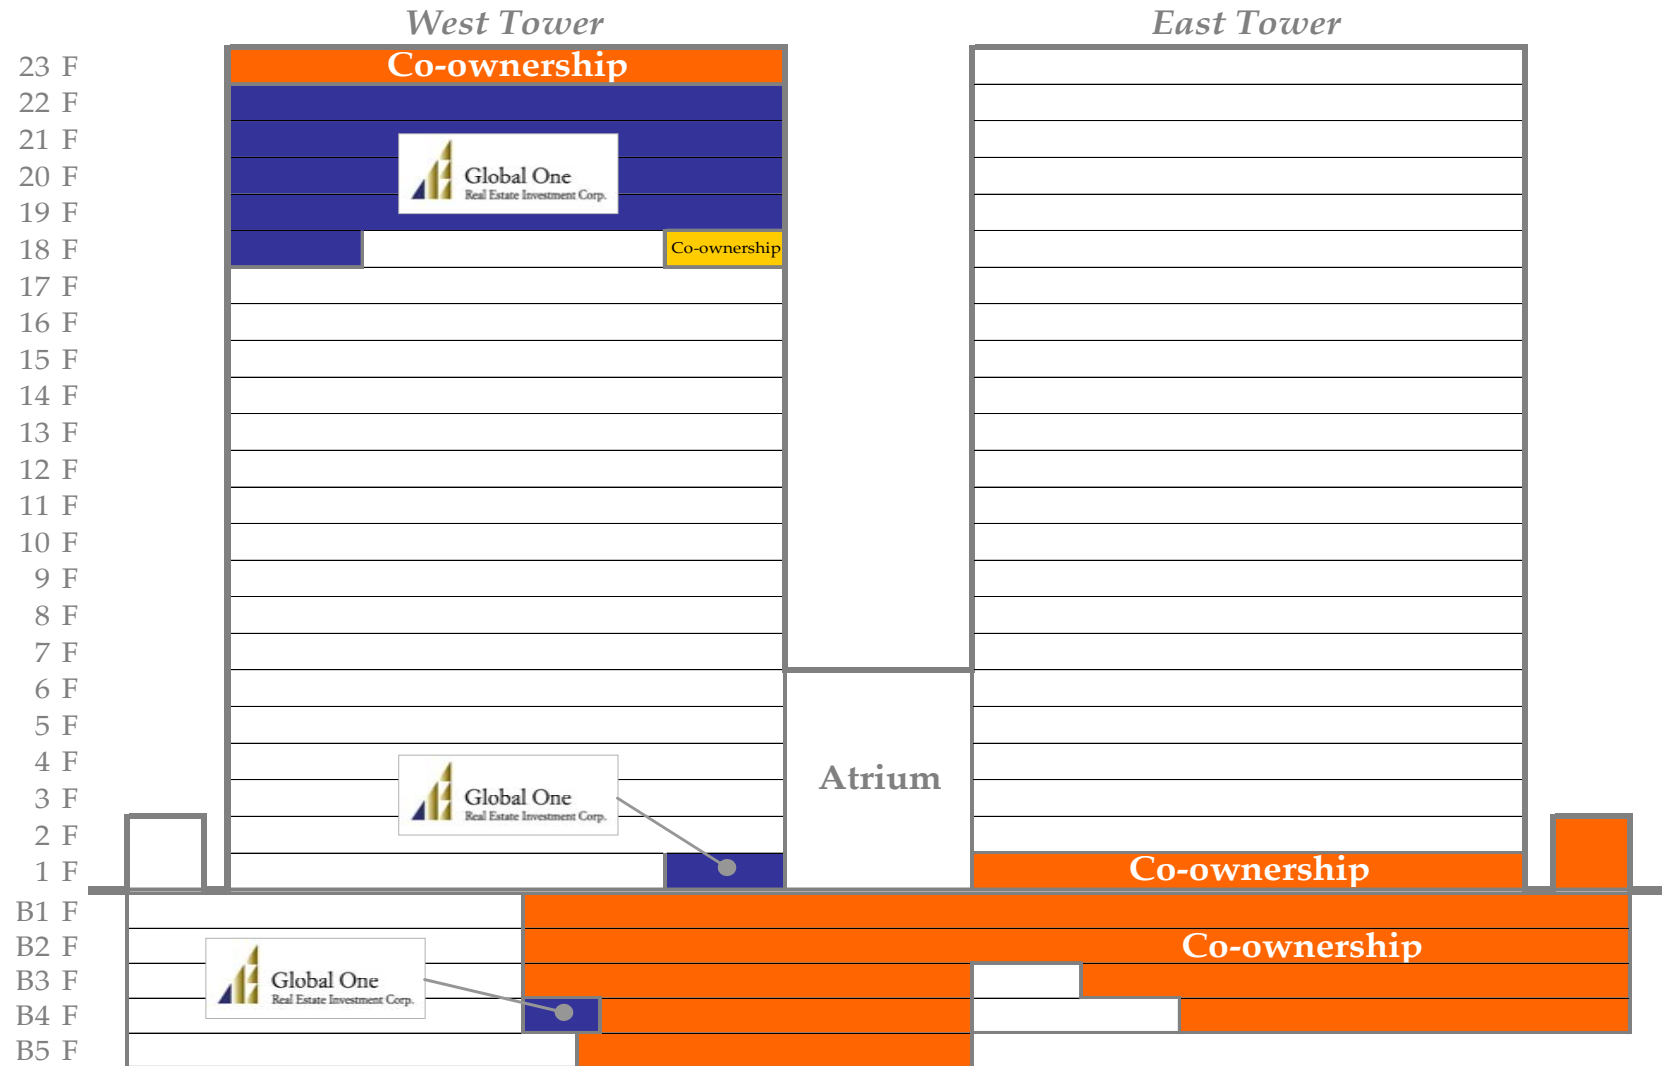 West Tower East Tower
23 F Co-ownership
22 F
21 F
20 F Global One
Real Estate Investment Corp.
19 F
18 F Co-ownership
17 F
16 F
15 F
14 F
13 F
12 F
11 F
10 F
9 F
8 F
7 F
6 F
5 F
4 F
Atrium
3 F Global One
Real Estate Investment Corp.
2 F
1 F Co-ownership
B1 F
B2 F Co-ownership
B3 F Global One
Real Estate Investment Corp.
B4 F
B5 F